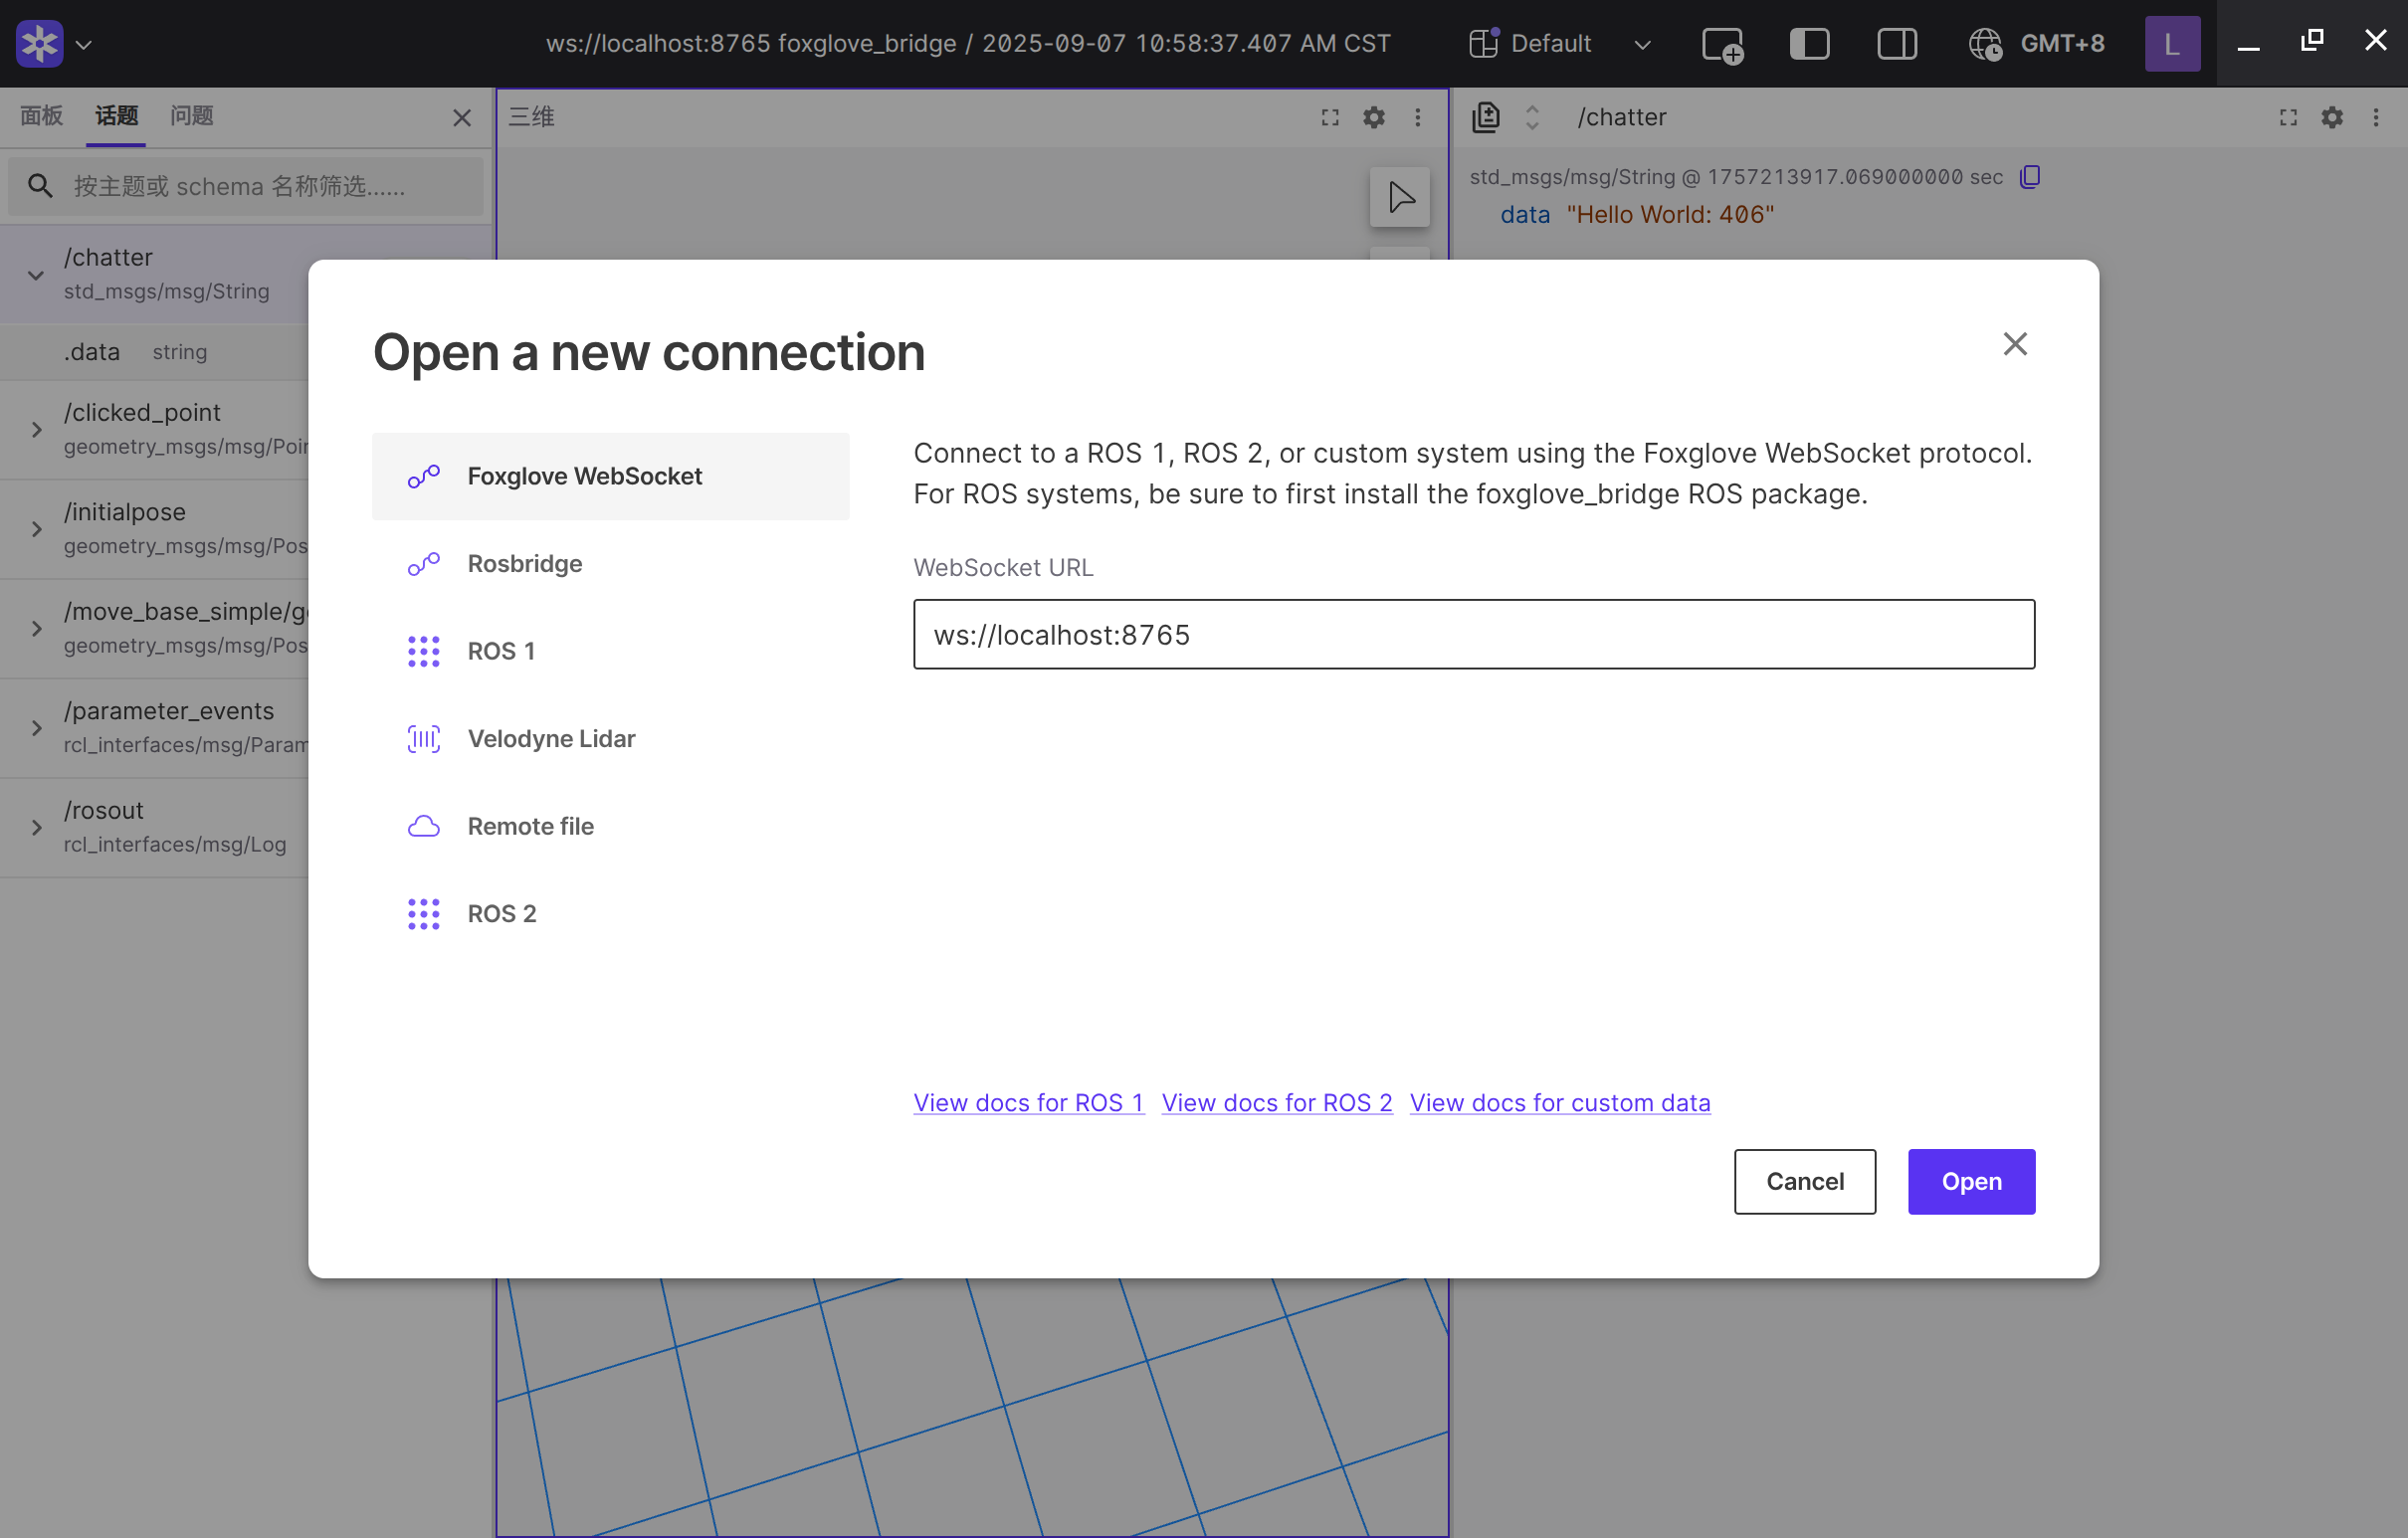 ws://localhost:8765 foxglove_bridge / 2025-09-07 10:58:37.407 AM CST
Default
GMT+8
L
面板
话题
问题
按主题或 schema 名称筛选……
/chatter
std_msgs/msg/String
.data string
/clicked_point
geometry_msgs/msg/Poin
/initialpose
geometry_msgs/msg/Pos
/move_base_simple/go
geometry_msgs/msg/Pos
/parameter_events
rcl_interfaces/msg/Param
/rosout
rcl_interfaces/msg/Log
三维
/chatter
std_msgs/msg/String @ 1757213917.069000000 sec
data "Hello World: 406"
Open a new connection
Foxglove WebSocket
Rosbridge
ROS 1
Velodyne Lidar
Remote file
ROS 2
Connect to a ROS 1, ROS 2, or custom system using the Foxglove WebSocket protocol.
For ROS systems, be sure to first install the foxglove_bridge ROS package.
WebSocket URL
ws://localhost:8765
View docs for ROS 1 View docs for ROS 2 View docs for custom data
Cancel
Open